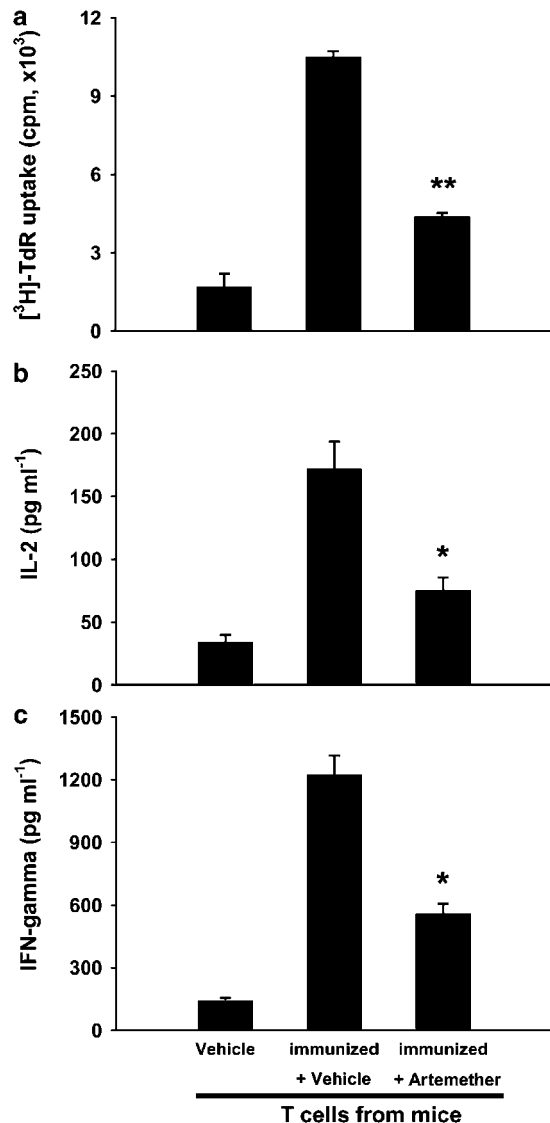 a
[³H]-TdR uptake (cpm, x10³)
12
9
6
3
0
**
b
IL-2 (pg ml⁻¹)
250
200
150
100
50
0
*
c
IFN-gamma (pg ml⁻¹)
1500
1200
900
600
300
0
*
Vehicle
immunized
+ Vehicle
immunized
+ Artemether
T cells from mice